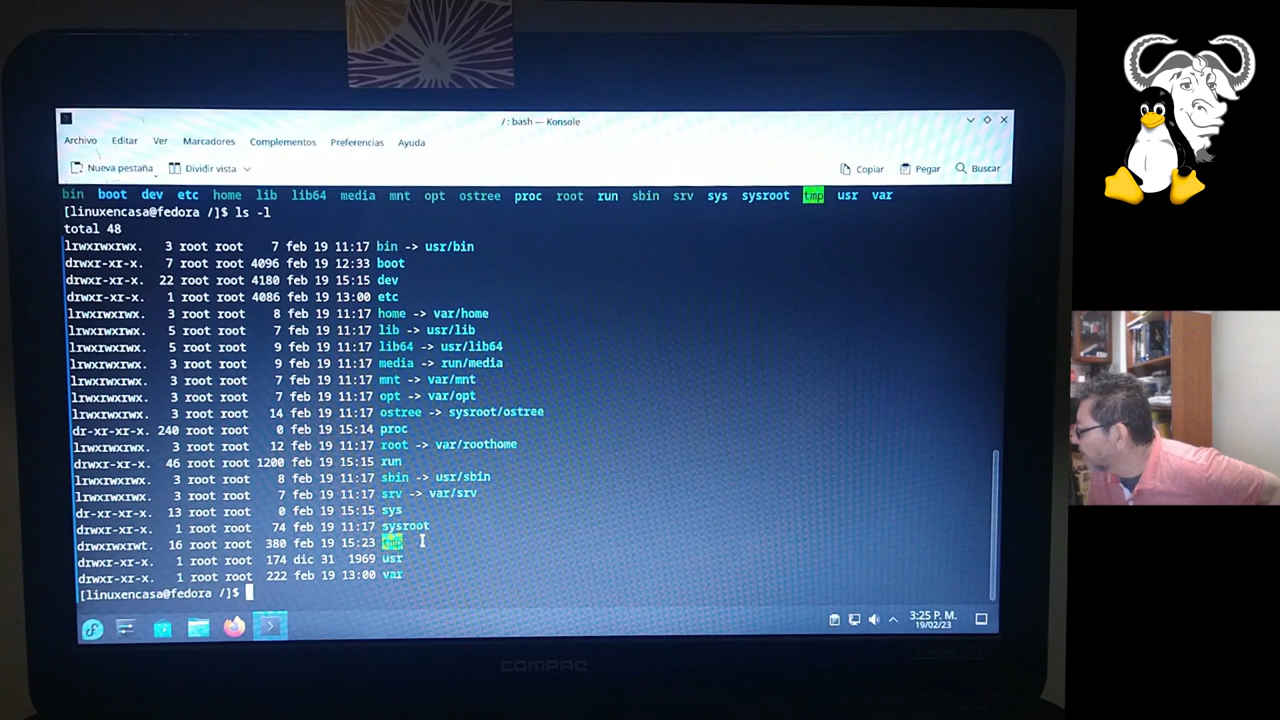 / : bash — Konsole
Archivo Editar Ver Marcadores Complementos Preferencias Ayuda
Nueva pestaña Dividir vista Copiar Pegar Buscar
bin boot dev etc home lib lib64 media mnt opt ostree proc root run sbin srv sys sysroot tmp usr var
[linuxencasa@fedora /]$ ls -l
total 48
lrwxrwxrwx. 3 root root 7 feb 19 11:17 bin -> usr/bin
drwxr-xr-x. 7 root root 4096 feb 19 12:33 boot
drwxr-xr-x. 22 root root 4180 feb 19 15:15 dev
drwxr-xr-x. 1 root root 4086 feb 19 13:00 etc
lrwxrwxrwx. 3 root root 8 feb 19 11:17 home -> var/home
lrwxrwxrwx. 5 root root 7 feb 19 11:17 lib -> usr/lib
lrwxrwxrwx. 5 root root 9 feb 19 11:17 lib64 -> usr/lib64
lrwxrwxrwx. 3 root root 9 feb 19 11:17 media -> run/media
lrwxrwxrwx. 3 root root 7 feb 19 11:17 mnt -> var/mnt
lrwxrwxrwx. 3 root root 7 feb 19 11:17 opt -> var/opt
lrwxrwxrwx. 3 root root 14 feb 19 11:17 ostree -> sysroot/ostree
dr-xr-xr-x. 240 root root 0 feb 19 15:14 proc
lrwxrwxrwx. 3 root root 12 feb 19 11:17 root -> var/roothome
drwxr-xr-x. 46 root root 1200 feb 19 15:15 run
lrwxrwxrwx. 3 root root 8 feb 19 11:17 sbin -> usr/sbin
lrwxrwxrwx. 3 root root 7 feb 19 11:17 srv -> var/srv
dr-xr-xr-x. 13 root root 0 feb 19 15:15 sys
drwxr-xr-x. 1 root root 74 feb 19 11:17 sysroot
drwxrwxrwt. 16 root root 380 feb 19 15:23 tmp
drwxr-xr-x. 1 root root 174 dic 31 1969 usr
drwxr-xr-x. 1 root root 222 feb 19 13:00 var
[linuxencasa@fedora /]$
3:25 P. M.
19/02/23
COMPAQ